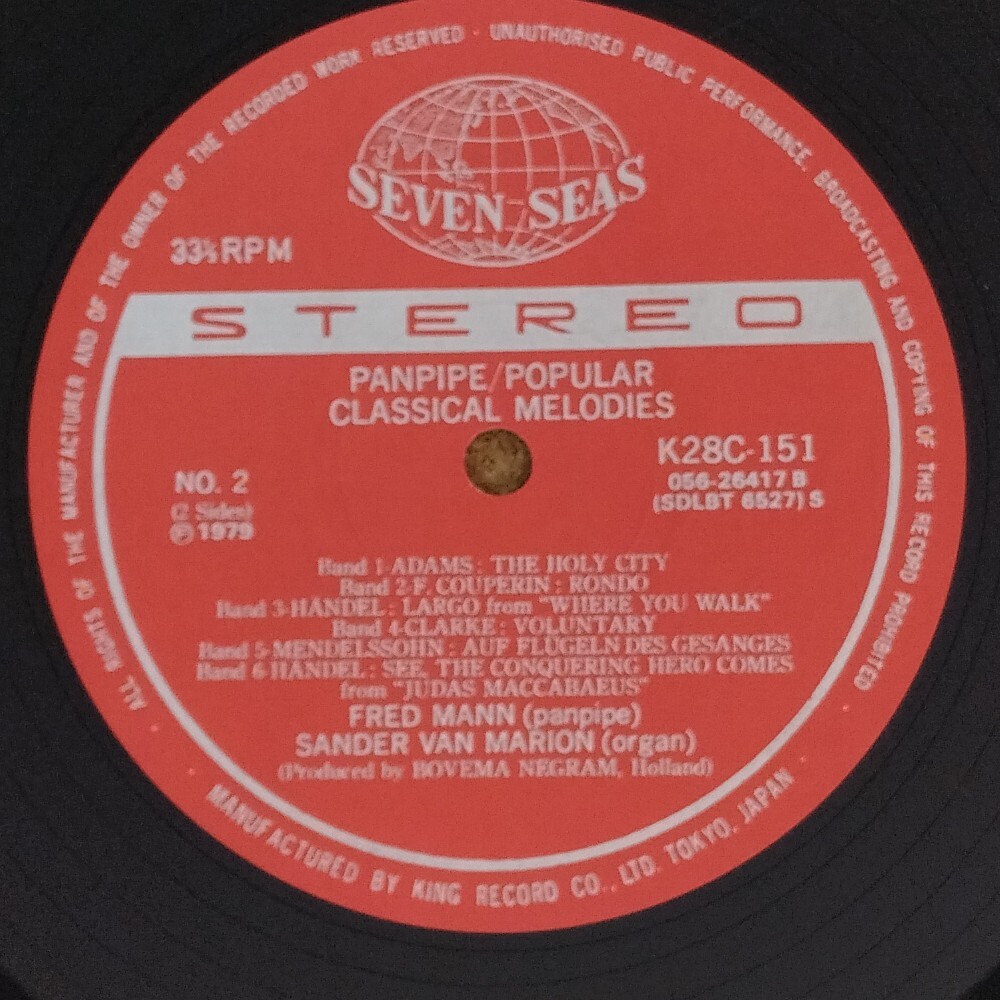 ALL RIGHTS OF THE MANUFACTURER AND OF THE OWNER OF THE RECORDED WORK RESERVED · UNAUTHORISED PUBLIC PERFORMANCE, BROADCASTING AND COPYING OF THIS RECORD PROHIBITED
SEVEN SEAS
33⅓RPM
STEREO
PANPIPE/POPULAR
CLASSICAL MELODIES
K28C-151
NO. 2
056-26417 B
(2 Sides)
(SDLBT 6527) S
Ⓟ1979
Band 1-ADAMS : THE HOLY CITY
Band 2-F. COUPERIN : RONDO
Band 3-HÄNDEL : LARGO from "WHERE YOU WALK"
Band 4-CLARKE : VOLUNTARY
Band 5-MENDELSSOHN : AUF FLÜGELN DES GESANGES
Band 6-HÄNDEL : SEE, THE CONQUERING HERO COMES
from "JUDAS MACCABAEUS"
FRED MANN (panpipe)
SANDER VAN MARION (organ)
(Produced by BOVEMA NEGRAM, Holland)
MANUFACTURED BY KING RECORD CO., LTD. TOKYO, JAPAN